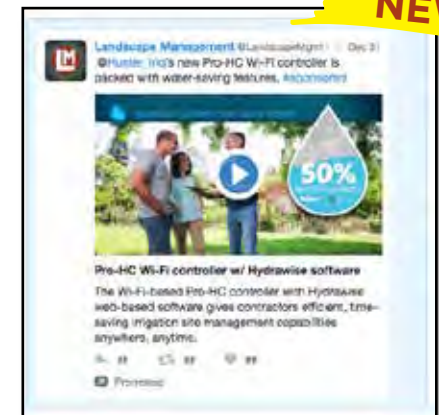 NEW
LM
Landscape Management @LandscapeMgmt Dec 21
@Hunter_Irrig's new Pro-HC Wi-Fi controller is
packed with water-saving features. #sponsored
50%
Pro-HC Wi-Fi controller w/ Hydrawise software
The Wi-Fi-based Pro-HC controller with Hydrawise
web-based software gives contractors efficient, time-
saving irrigation site management capabilities
anywhere, anytime.
Promoted